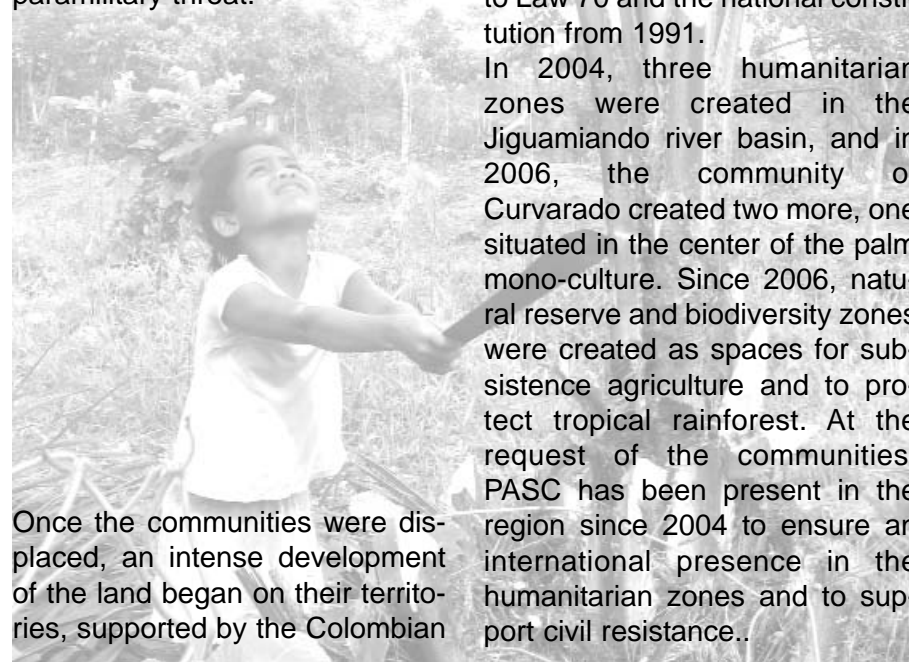 paramilitary threat.
Once the communities were dis-
placed, an intense development
of the land began on their territo-
ries, supported by the Colombian
to Law 70 and the national consti-
tution from 1991.
In 2004, three humanitarian
zones were created in the
Jiguamiando river basin, and in
2006, the community o
Curvarado created two more, one
situated in the center of the palm
mono-culture. Since 2006, natu-
ral reserve and biodiversity zones
were created as spaces for sub-
sistence agriculture and to pro-
tect tropical rainforest. At the
request of the communities
PASC has been present in the
region since 2004 to ensure an
international presence in the
humanitarian zones and to sup-
port civil resistance..